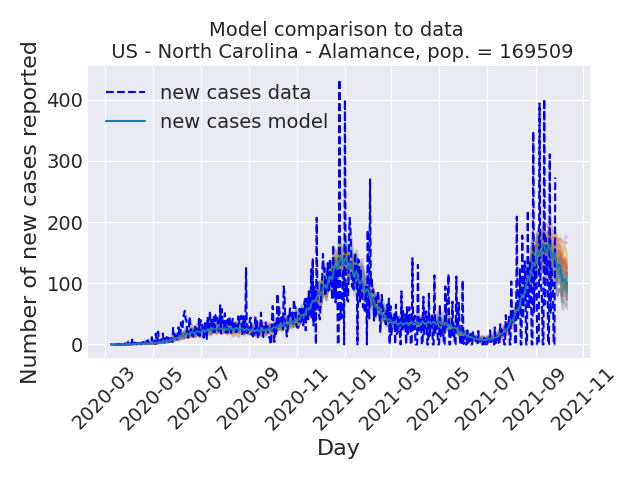 Model comparison to data
US - North Carolina - Alamance, pop. = 169509
Number of new cases reported
400
300
200
100
0
new cases data
new cases model
2020-03
2020-05
2020-07
2020-09
2020-11
2021-01
2021-03
2021-05
2021-07
2021-09
2021-11
Day